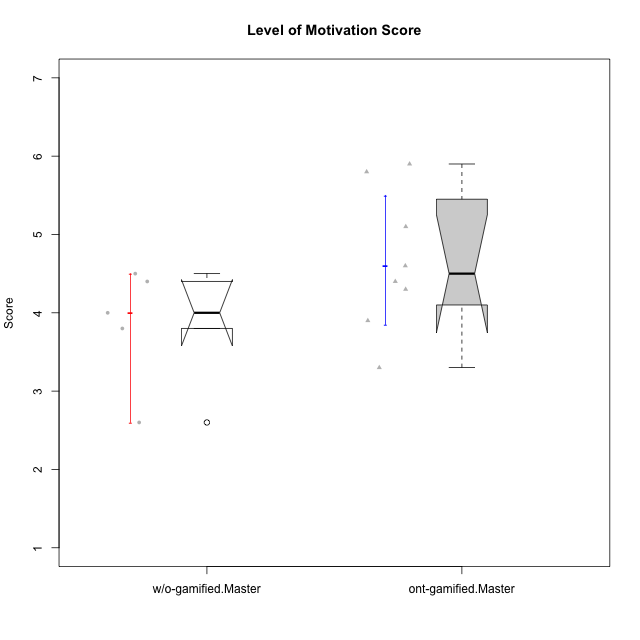 Level of Motivation Score
7
6
5
4
3
2
1
Score
w/o-gamified.Master
ont-gamified.Master